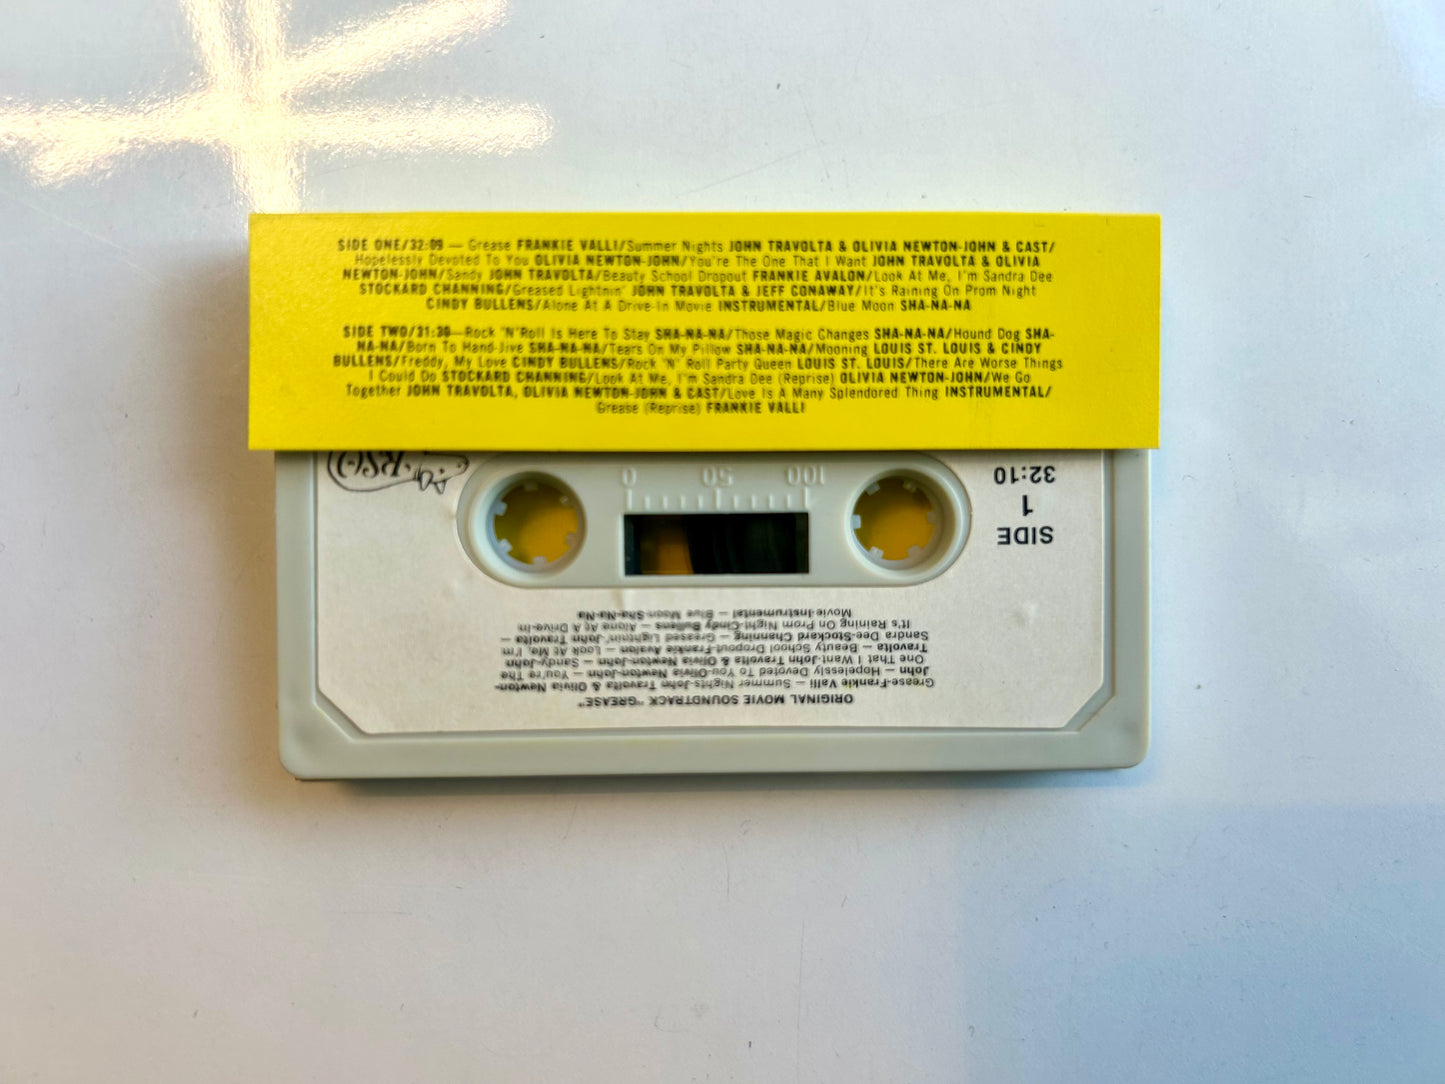 SIDE ONE/32:09 — Grease FRANKIE VALLI/Summer Nights JOHN TRAVOLTA & OLIVIA NEWTON-JOHN & CAST/
Hopelessly Devoted To You OLIVIA NEWTON-JOHN/You're The One That I Want JOHN TRAVOLTA & OLIVIA
NEWTON-JOHN/Sandy JOHN TRAVOLTA/Beauty School Dropout FRANKIE AVALON/Look At Me, I'm Sandra Dee
STOCKARD CHANNING/Greased Lightnin' JOHN TRAVOLTA & JEFF CONAWAY/It's Raining On Prom Night
CINDY BULLENS/Alone At A Drive-In Movie INSTRUMENTAL/Blue Moon SHA-NA-NA
SIDE TWO/31:30—Rock 'N'Roll Is Here To Stay SHA-NA-NA/Those Magic Changes SHA-NA-NA/Hound Dog SHA-
NA-NA/Born To Hand-Jive SHA-NA-NA/Tears On My Pillow SHA-NA-NA/Mooning LOUIS ST. LOUIS & CINDY
BULLENS/Freddy, My Love CINDY BULLENS/Rock 'N' Roll Party Queen LOUIS ST. LOUIS/There Are Worse Things
I Could Do STOCKARD CHANNING/Look At Me, I'm Sandra Dee (Reprise) OLIVIA NEWTON-JOHN/We Go
Together JOHN TRAVOLTA, OLIVIA NEWTON-JOHN & CAST/Love Is A Many Splendored Thing INSTRUMENTAL/
Grease (Reprise) FRANKIE VALLI
ORIGINAL MOVIE SOUNDTRACK "GREASE"
Grease-Frankie Valli — Summer Nights-John Travolta & Olivia Newton-
John — Hopelessly Devoted To You-Olivia Newton-John — You're The
One That I Want-John Travolta & Olivia Newton-John — Sandy-John
Travolta — Beauty School Dropout-Frankie Avalon — Look At Me, I'm
Sandra Dee-Stockard Channing — Greased Lightnin'-John Travolta —
It's Raining On Prom Night-Cindy Bullens — Alone At A Drive-In
Movie-Instrumental — Blue Moon-Sha-Na-Na
SIDE
1
32:10
100 50 0
RSO